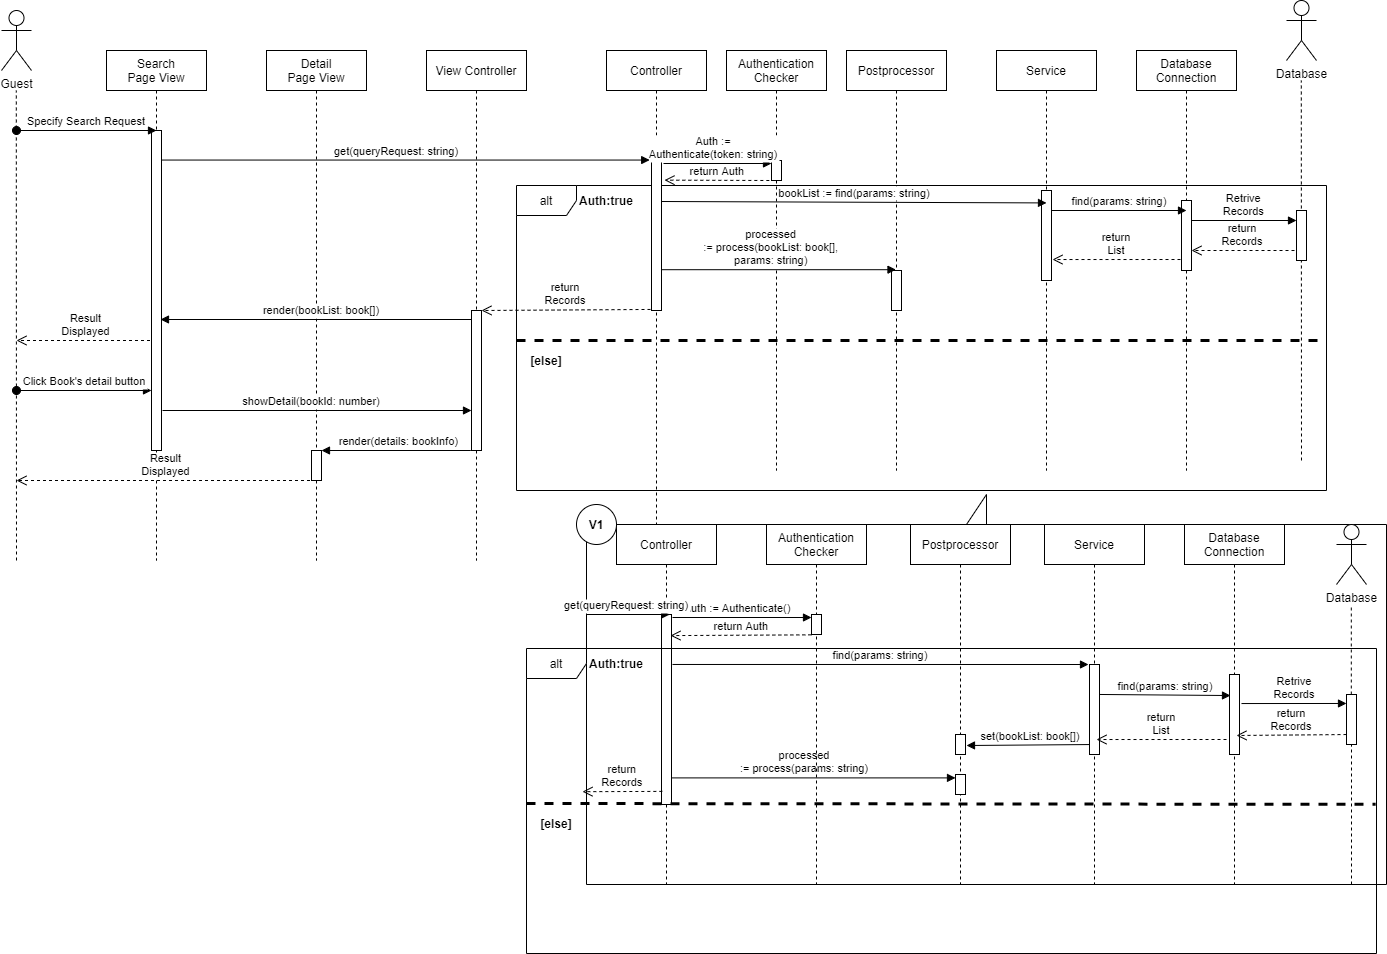 Guest
Search
Page View
Detail
Page View
View Controller
Controller
Authentication
Checker
Postprocessor
Service
Database
Connection
Database
Specify Search Request
get(queryRequest: string)
Auth :=
Authenticate(token: string)
return Auth
alt
Auth:true
bookList := find(params: string)
find(params: string)
Retrive
Records
return
Records
return
List
processed
:= process(bookList: book[],
params: string)
return
Records
render(bookList: book[])
Result
Displayed
[else]
Click Book's detail button
showDetail(bookId: number)
render(details: bookInfo)
Result
Displayed
V1
Controller
Authentication
Checker
Postprocessor
Service
Database
Connection
Database
get(queryRequest: string)
uth := Authenticate()
return Auth
alt
Auth:true
find(params: string)
find(params: string)
Retrive
Records
return
Records
return
List
set(bookList: book[])
processed
:= process(params: string)
return
Records
[else]